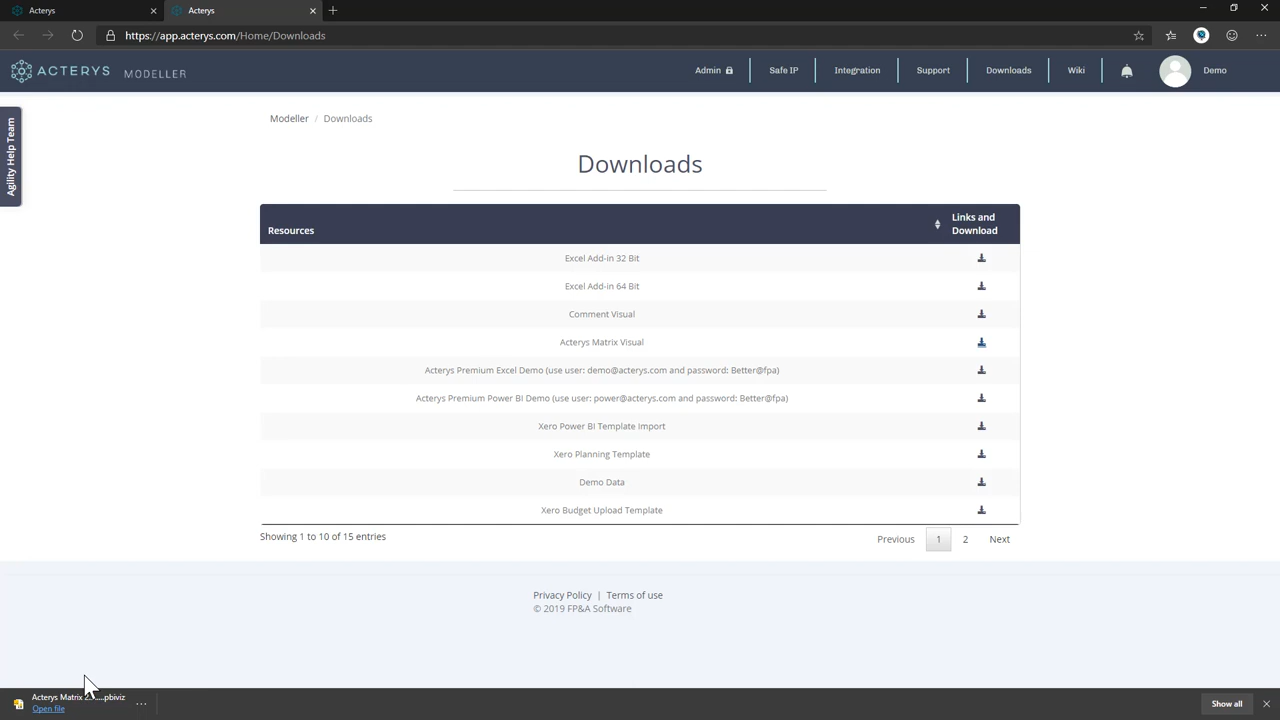 Acterys
Acterys
https://app.acterys.com/Home/Downloads
ACTERYS MODELLER
Admin
Safe IP
Integration
Support
Downloads
Wiki
Demo
Agility Help Team
Modeller / Downloads
Downloads
Resources
Links and
Download
Excel Add-in 32 Bit
Excel Add-in 64 Bit
Comment Visual
Acterys Matrix Visual
Acterys Premium Excel Demo (use user: demo@acterys.com and password: Better@fpa)
Acterys Premium Power BI Demo (use user: power@acterys.com and password: Better@fpa)
Xero Power BI Template Import
Xero Planning Template
Demo Data
Xero Budget Upload Template
Showing 1 to 10 of 15 entries
Previous 1 2 Next
Privacy Policy | Terms of use
© 2019 FP&A Software
Acterys Matrix 2....pbiviz
Open file
Show all